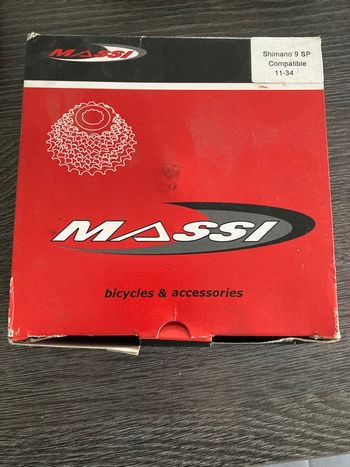 MASSI
Shimano 9 SP
Compatible
11-34
MASSI
bicycles & accessories